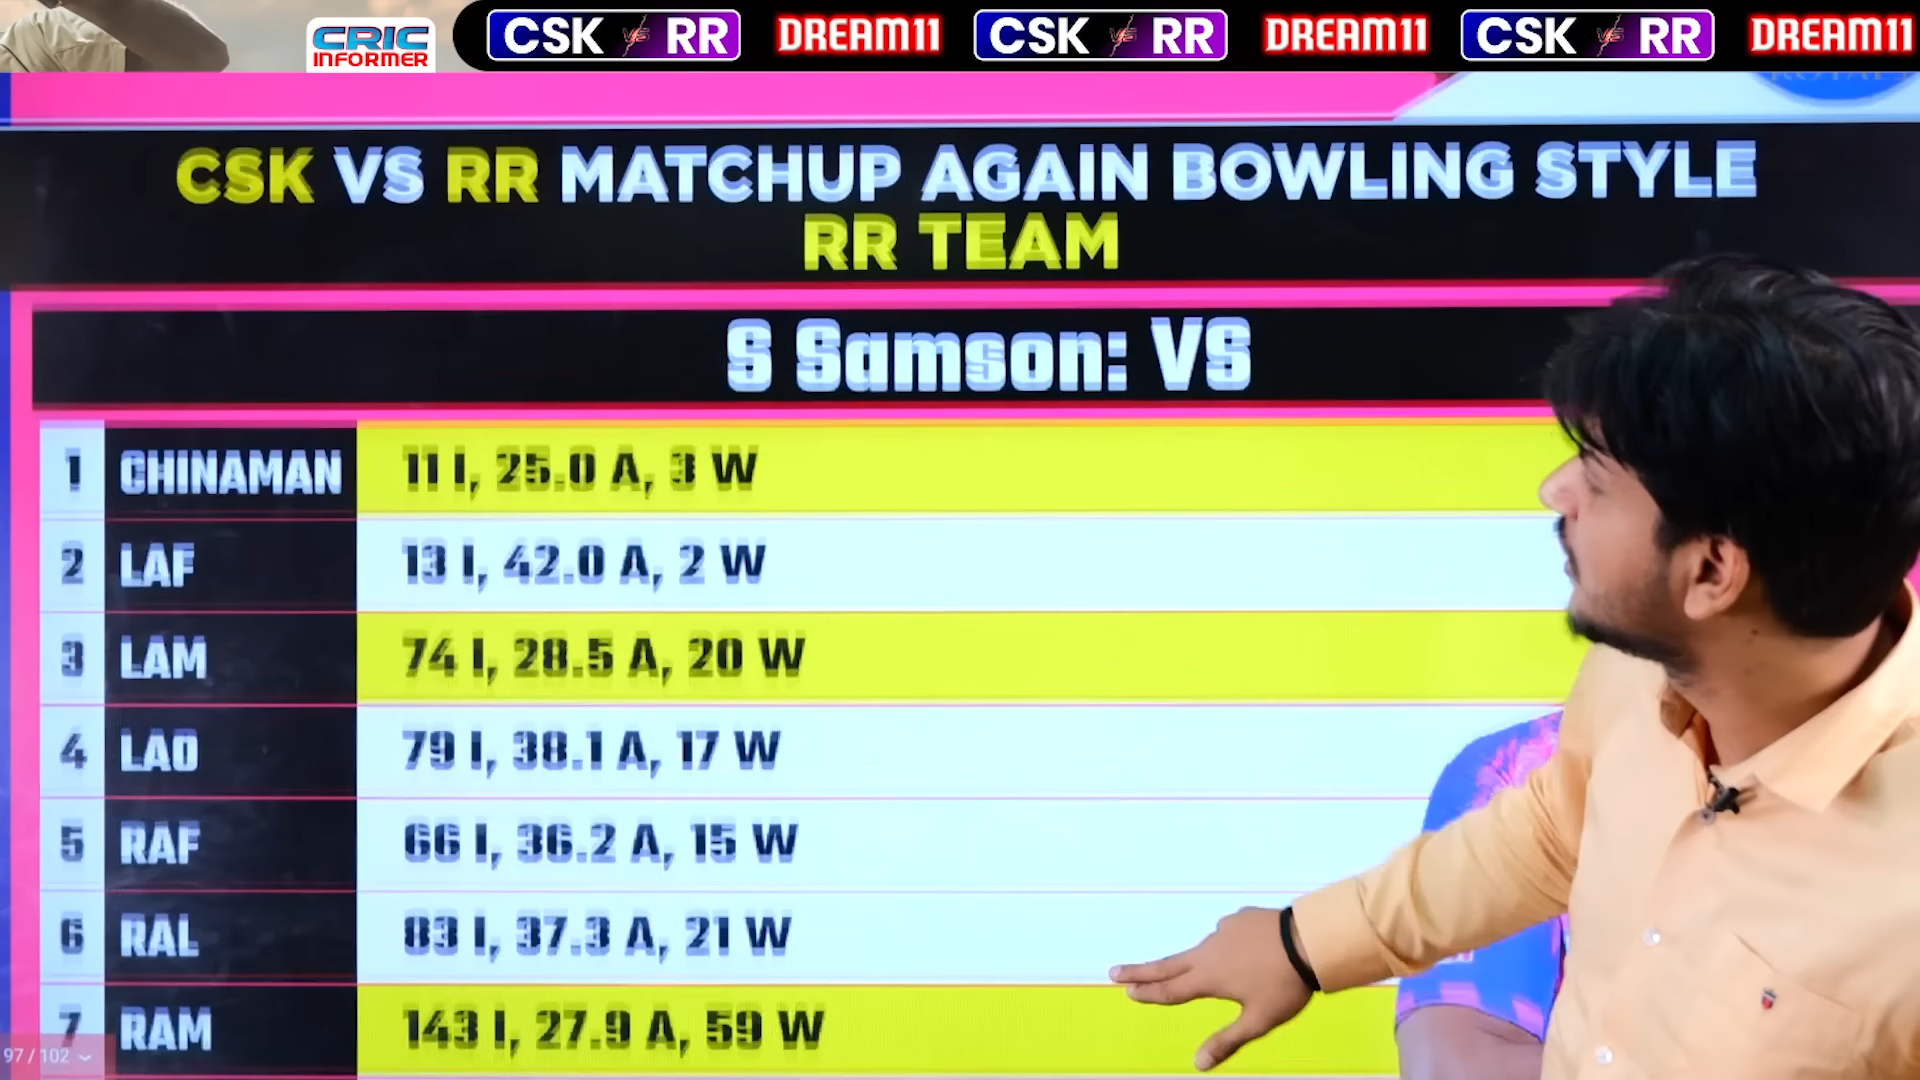 CRIC
INFORMER
CSK VS RR DREAM11 CSK VS RR DREAM11 CSK VS RR DREAM11
CSK VS RR MATCHUP AGAIN BOWLING STYLE
RR TEAM
S Samson: VS
1 CHINAMAN 11 I, 25.0 A, 3 W
2 LAF 13 I, 42.0 A, 2 W
3 LAM 74 I, 28.5 A, 20 W
4 LAO 79 I, 38.1 A, 17 W
5 RAF 66 I, 36.2 A, 15 W
6 RAL 83 I, 37.3 A, 21 W
7 RAM 143 I, 27.9 A, 59 W
97 / 102